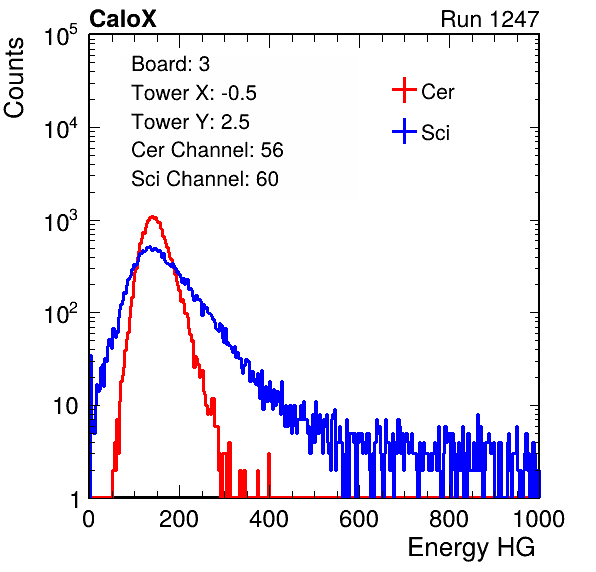 CaloX Run 1247
Counts
Board: 3
Tower X: -0.5
Tower Y: 2.5
Cer Channel: 56
Sci Channel: 60
Cer
Sci
10^5
10^4
10^3
10^2
10
1
0 200 400 600 800 1000
Energy HG